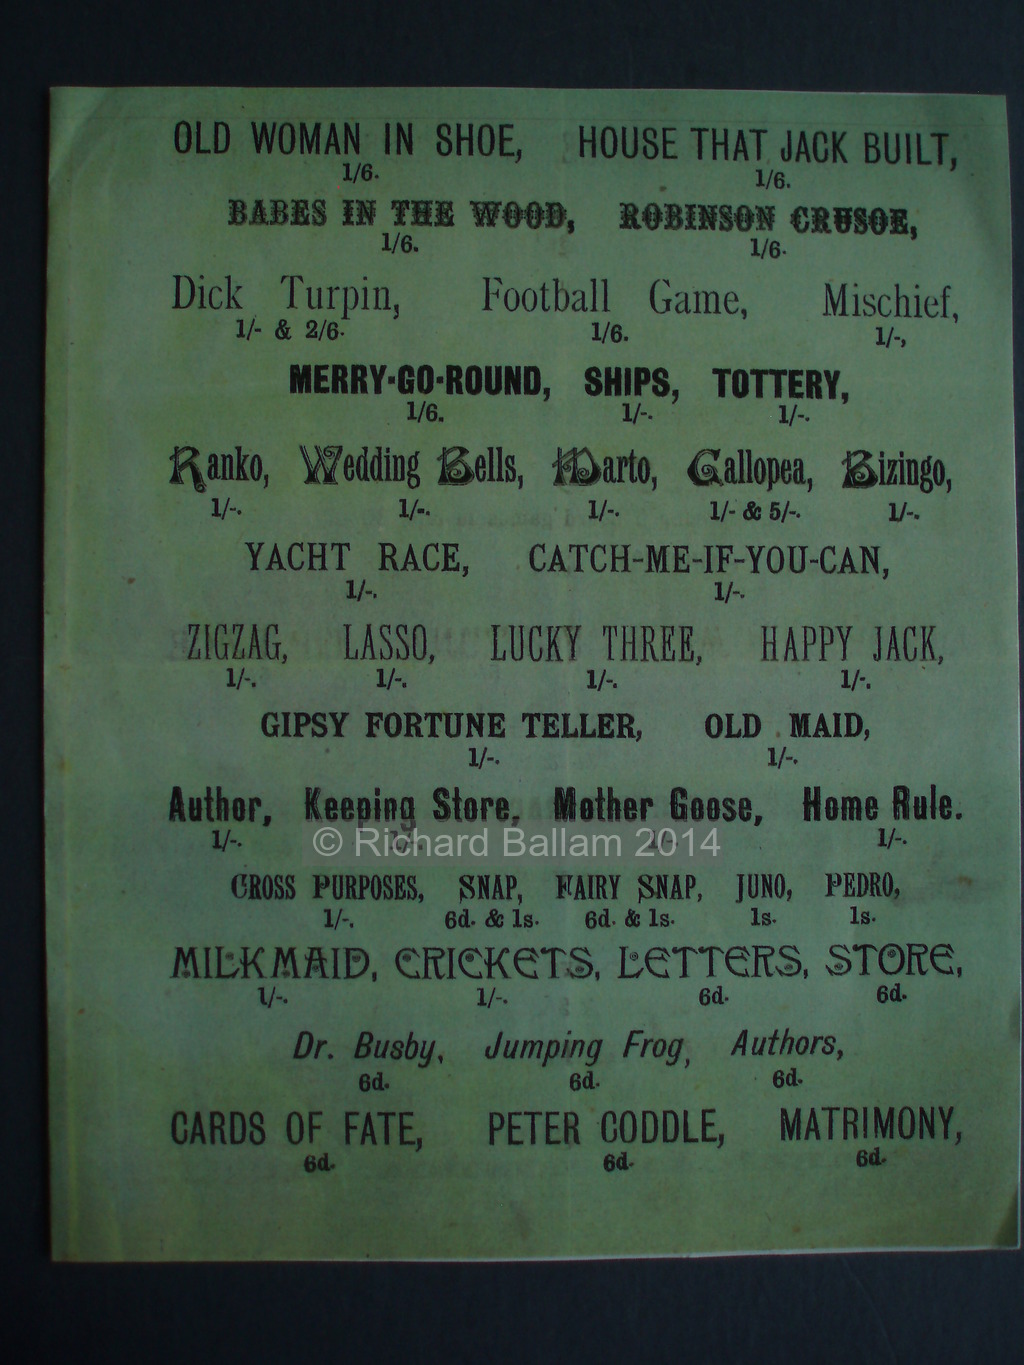 OLD WOMAN IN SHOE, HOUSE THAT JACK BUILT,
1/6. 1/6.
BABES IN THE WOOD, ROBINSON CRUSOE,
1/6. 1/6.
Dick Turpin, Football Game, Mischief,
1/- & 2/6. 1/6. 1/-,
MERRY-GO-ROUND, SHIPS, TOTTERY,
1/6. 1/-. 1/-.
Ranko, Wedding Bells, Darto, Gallopea, Bizingo,
1/-. 1/-. 1/-. 1/- & 5/-. 1/-.
YACHT RACE, CATCH-ME-IF-YOU-CAN,
1/-. 1/-.
ZIGZAG, LASSO, LUCKY THREE, HAPPY JACK,
1/-. 1/-. 1/-. 1/-.
GIPSY FORTUNE TELLER, OLD MAID,
1/-. 1/-.
Author, Keeping Store, Mother Goose, Home Rule.
1/-. 1/-. 1/-. 1/-.
© Richard Ballam 2014
CROSS PURPOSES, SNAP, FAIRY SNAP, JUNO, PEDRO,
1/-. 6d. & 1s. 6d. & 1s. 1s. 1s.
MILKMAID, CRICKETS, LETTERS, STORE,
1/-. 1/-. 6d. 6d.
Dr. Busby, Jumping Frog, Authors,
6d. 6d. 6d.
CARDS OF FATE, PETER CODDLE, MATRIMONY,
6d. 6d. 6d.